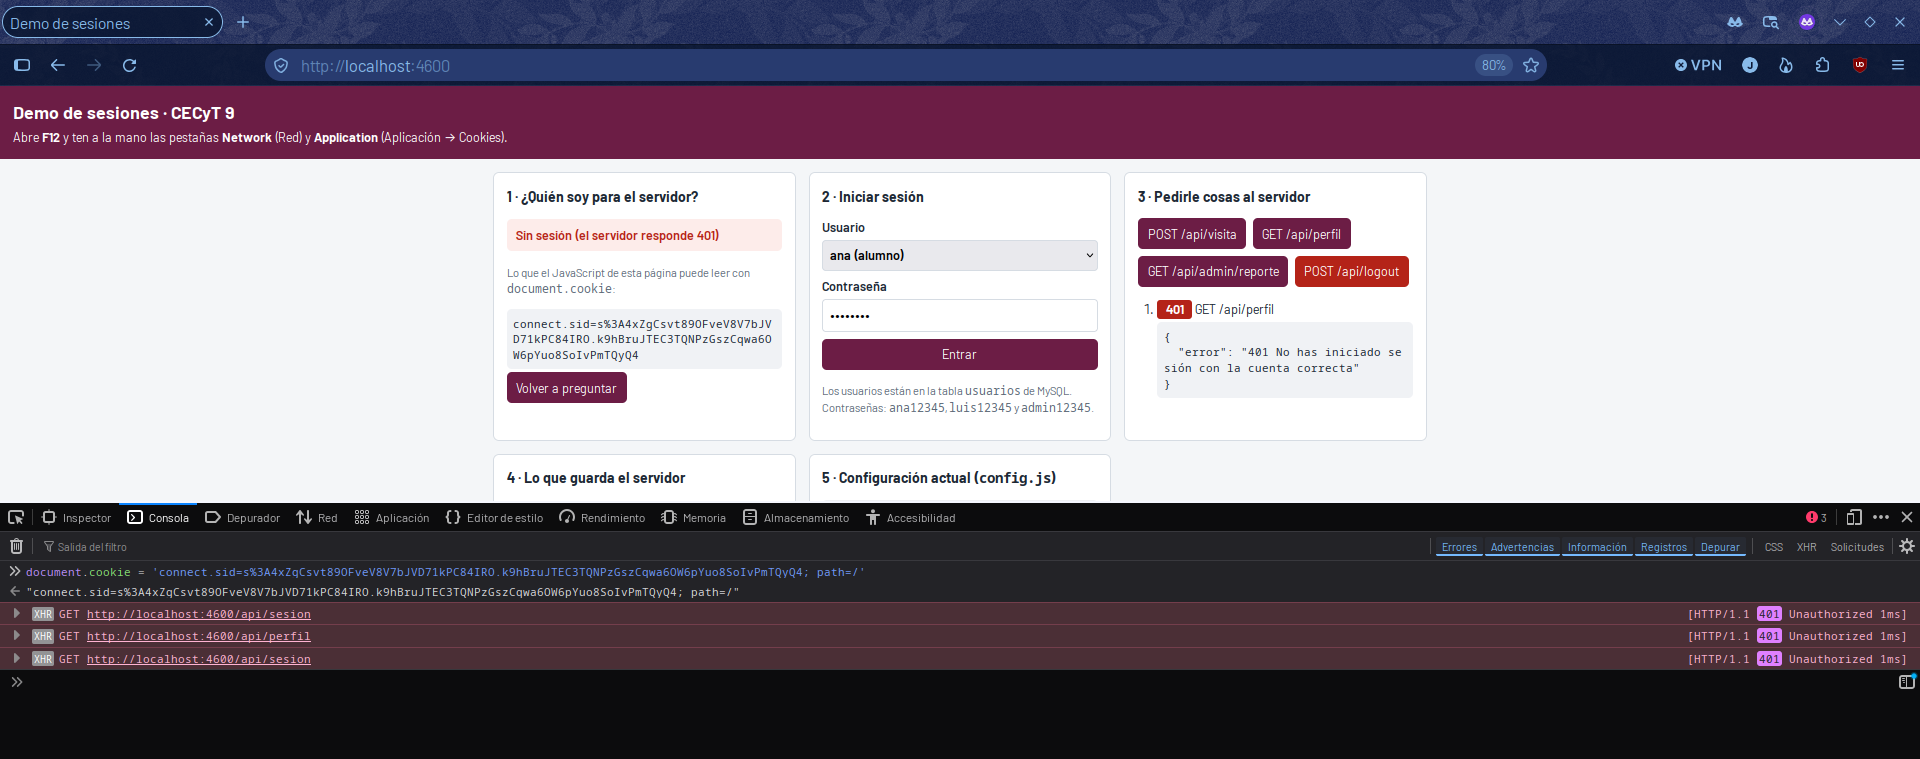 Demo de sesiones
http://localhost:4600
80%
VPN
Demo de sesiones · CECyT 9
Abre F12 y ten a la mano las pestañas Network (Red) y Application (Aplicación → Cookies).
1 · ¿Quién soy para el servidor?
Sin sesión (el servidor responde 401)
Lo que el JavaScript de esta página puede leer con
document.cookie:
connect.sid=s%3A4xZgCsvt89OFveV8V7bJV
D71kPC84IRO.k9hBruJTEC3TQNPzGszCqwa6O
W6pYuo8SoIvPmTQyQ4
Volver a preguntar
2 · Iniciar sesión
Usuario
ana (alumno)
Contraseña
••••••••
Entrar
Los usuarios están en la tabla usuarios de MySQL.
Contraseñas: ana12345, luis12345 y admin12345.
3 · Pedirle cosas al servidor
POST /api/visita
GET /api/perfil
GET /api/admin/reporte
POST /api/logout
1. 401 GET /api/perfil
{
"error": "401 No has iniciado se
sión con la cuenta correcta"
}
4 · Lo que guarda el servidor
5 · Configuración actual (config.js)
Inspector
Consola
Depurador
Red
Aplicación
Editor de estilo
Rendimiento
Memoria
Almacenamiento
Accesibilidad
3
Salida del filtro
Errores
Advertencias
Información
Registros
Depurar
CSS
XHR
Solicitudes
document.cookie = 'connect.sid=s%3A4xZqCsvt89OFveV8V7bJVD71kPC84IRO.k9hBruJTEC3TQNPzGszCqwa6OW6pYuo8SoIvPmTQyQ4; path=/'
"connect.sid=s%3A4xZqCsvt89OFveV8V7bJVD71kPC84IRO.k9hBruJTEC3TQNPzGszCqwa6OW6pYuo8SoIvPmTQyQ4; path=/"
XHR GET http://localhost:4600/api/sesion [HTTP/1.1 401 Unauthorized 1ms]
XHR GET http://localhost:4600/api/perfil [HTTP/1.1 401 Unauthorized 1ms]
XHR GET http://localhost:4600/api/sesion [HTTP/1.1 401 Unauthorized 1ms]